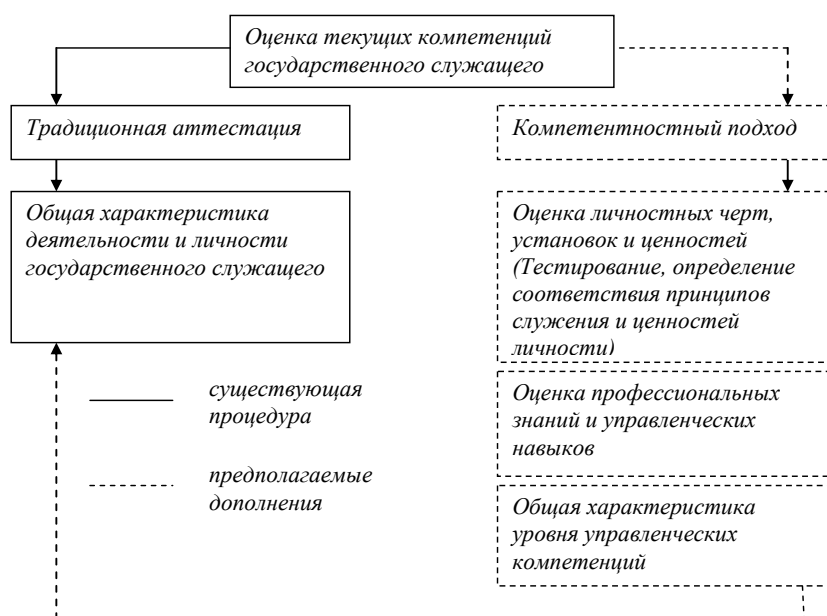 Оценка текущих компетенций
государственного служащего
Традиционная аттестация
Компетентностный подход
Общая характеристика
деятельности и личности
государственного служащего
Оценка личностных черт,
установок и ценностей
(Тестирование, определение
соответствия принципов
служения и ценностей
личности)
существующая
процедура
Оценка профессиональных
знаний и управленческих
навыков
предполагаемые
дополнения
Общая характеристика
уровня управленческих
компетенций